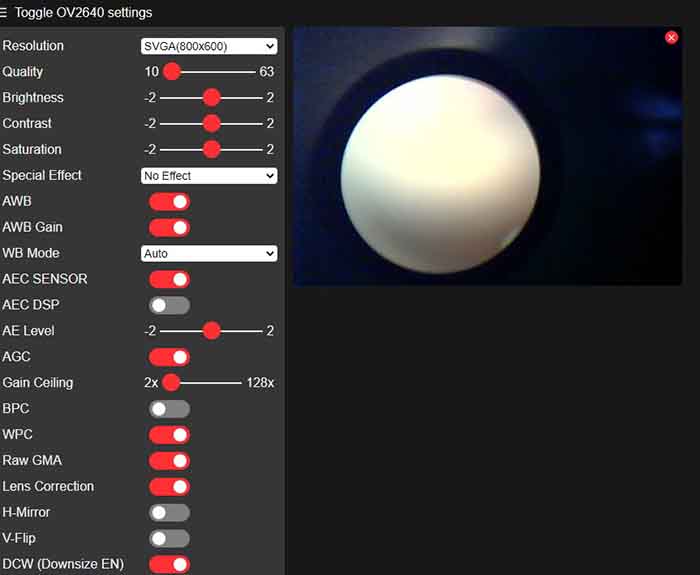 Toggle OV2640 settings
Resolution SVGA(800x600)
Quality 10 63
Brightness -2 2
Contrast -2 2
Saturation -2 2
Special Effect No Effect
AWB
AWB Gain
WB Mode Auto
AEC SENSOR
AEC DSP
AE Level -2 2
AGC
Gain Ceiling 2x 128x
BPC
WPC
Raw GMA
Lens Correction
H-Mirror
V-Flip
DCW (Downsize EN)